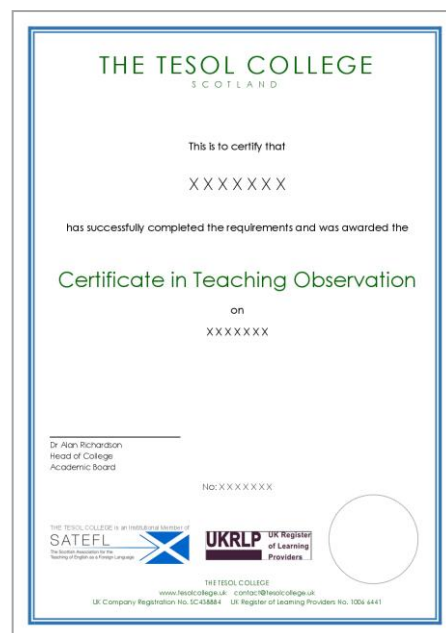 THE TESOL COLLEGE
SCOTLAND
This is to certify that
XXXXXXX
has successfully completed the requirements and was awarded the
Certificate in Teaching Observation
on
XXXXXXX
Dr Alan Richardson
Head of College
Academic Board
No: XXXXXXX
THE TESOL COLLEGE is an Institutional Member of
SATEFL
The Scottish Association for the
Teaching of English as a Foreign Language
UKRLP UK Register
of Learning
Providers
THE TESOL COLLEGE
www.tesolcollege.uk contact@tesolcollege.uk
UK Company Registration No. SC438884 UK Register of Learning Providers No. 1006 6441